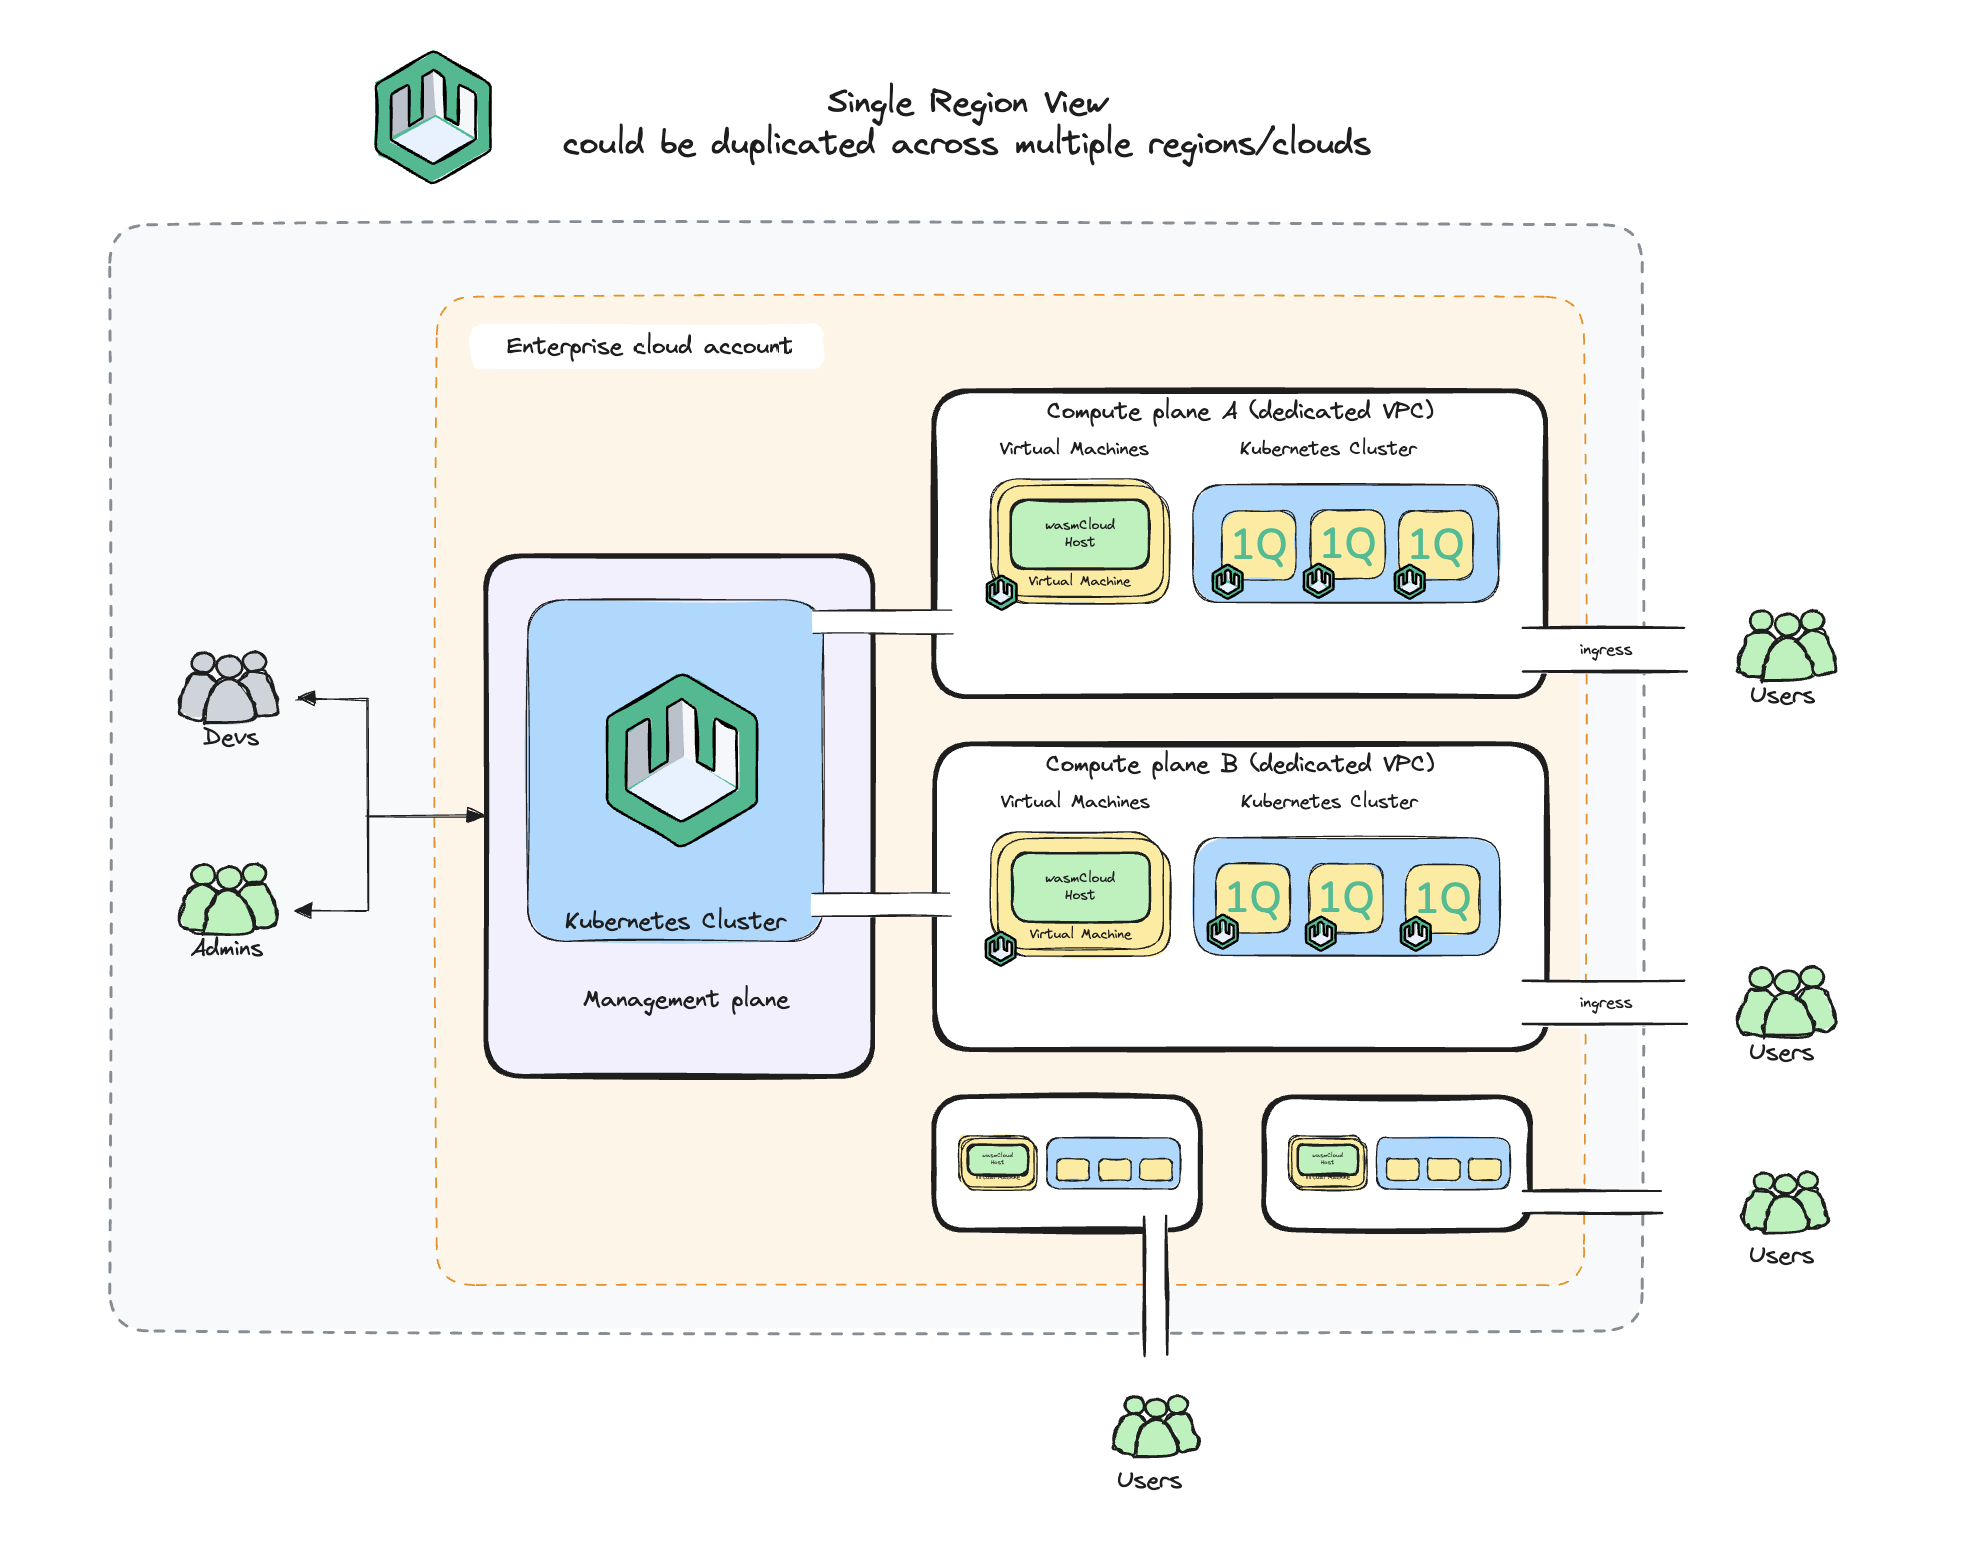 Single Region View
could be duplicated across multiple regions/clouds
Enterprise cloud account
Compute plane A (dedicated VPC)
Virtual Machines
Kubernetes Cluster
wasmCloud
Host
Virtual Machine
1Q
1Q
1Q
ingress
Users
Devs
Admins
Kubernetes Cluster
Management plane
Compute plane B (dedicated VPC)
Virtual Machines
Kubernetes Cluster
wasmCloud
Host
Virtual Machine
1Q
1Q
1Q
ingress
Users
wasmCloud
Host
Virtual Machine
wasmCloud
Host
Virtual Machine
Users
Users